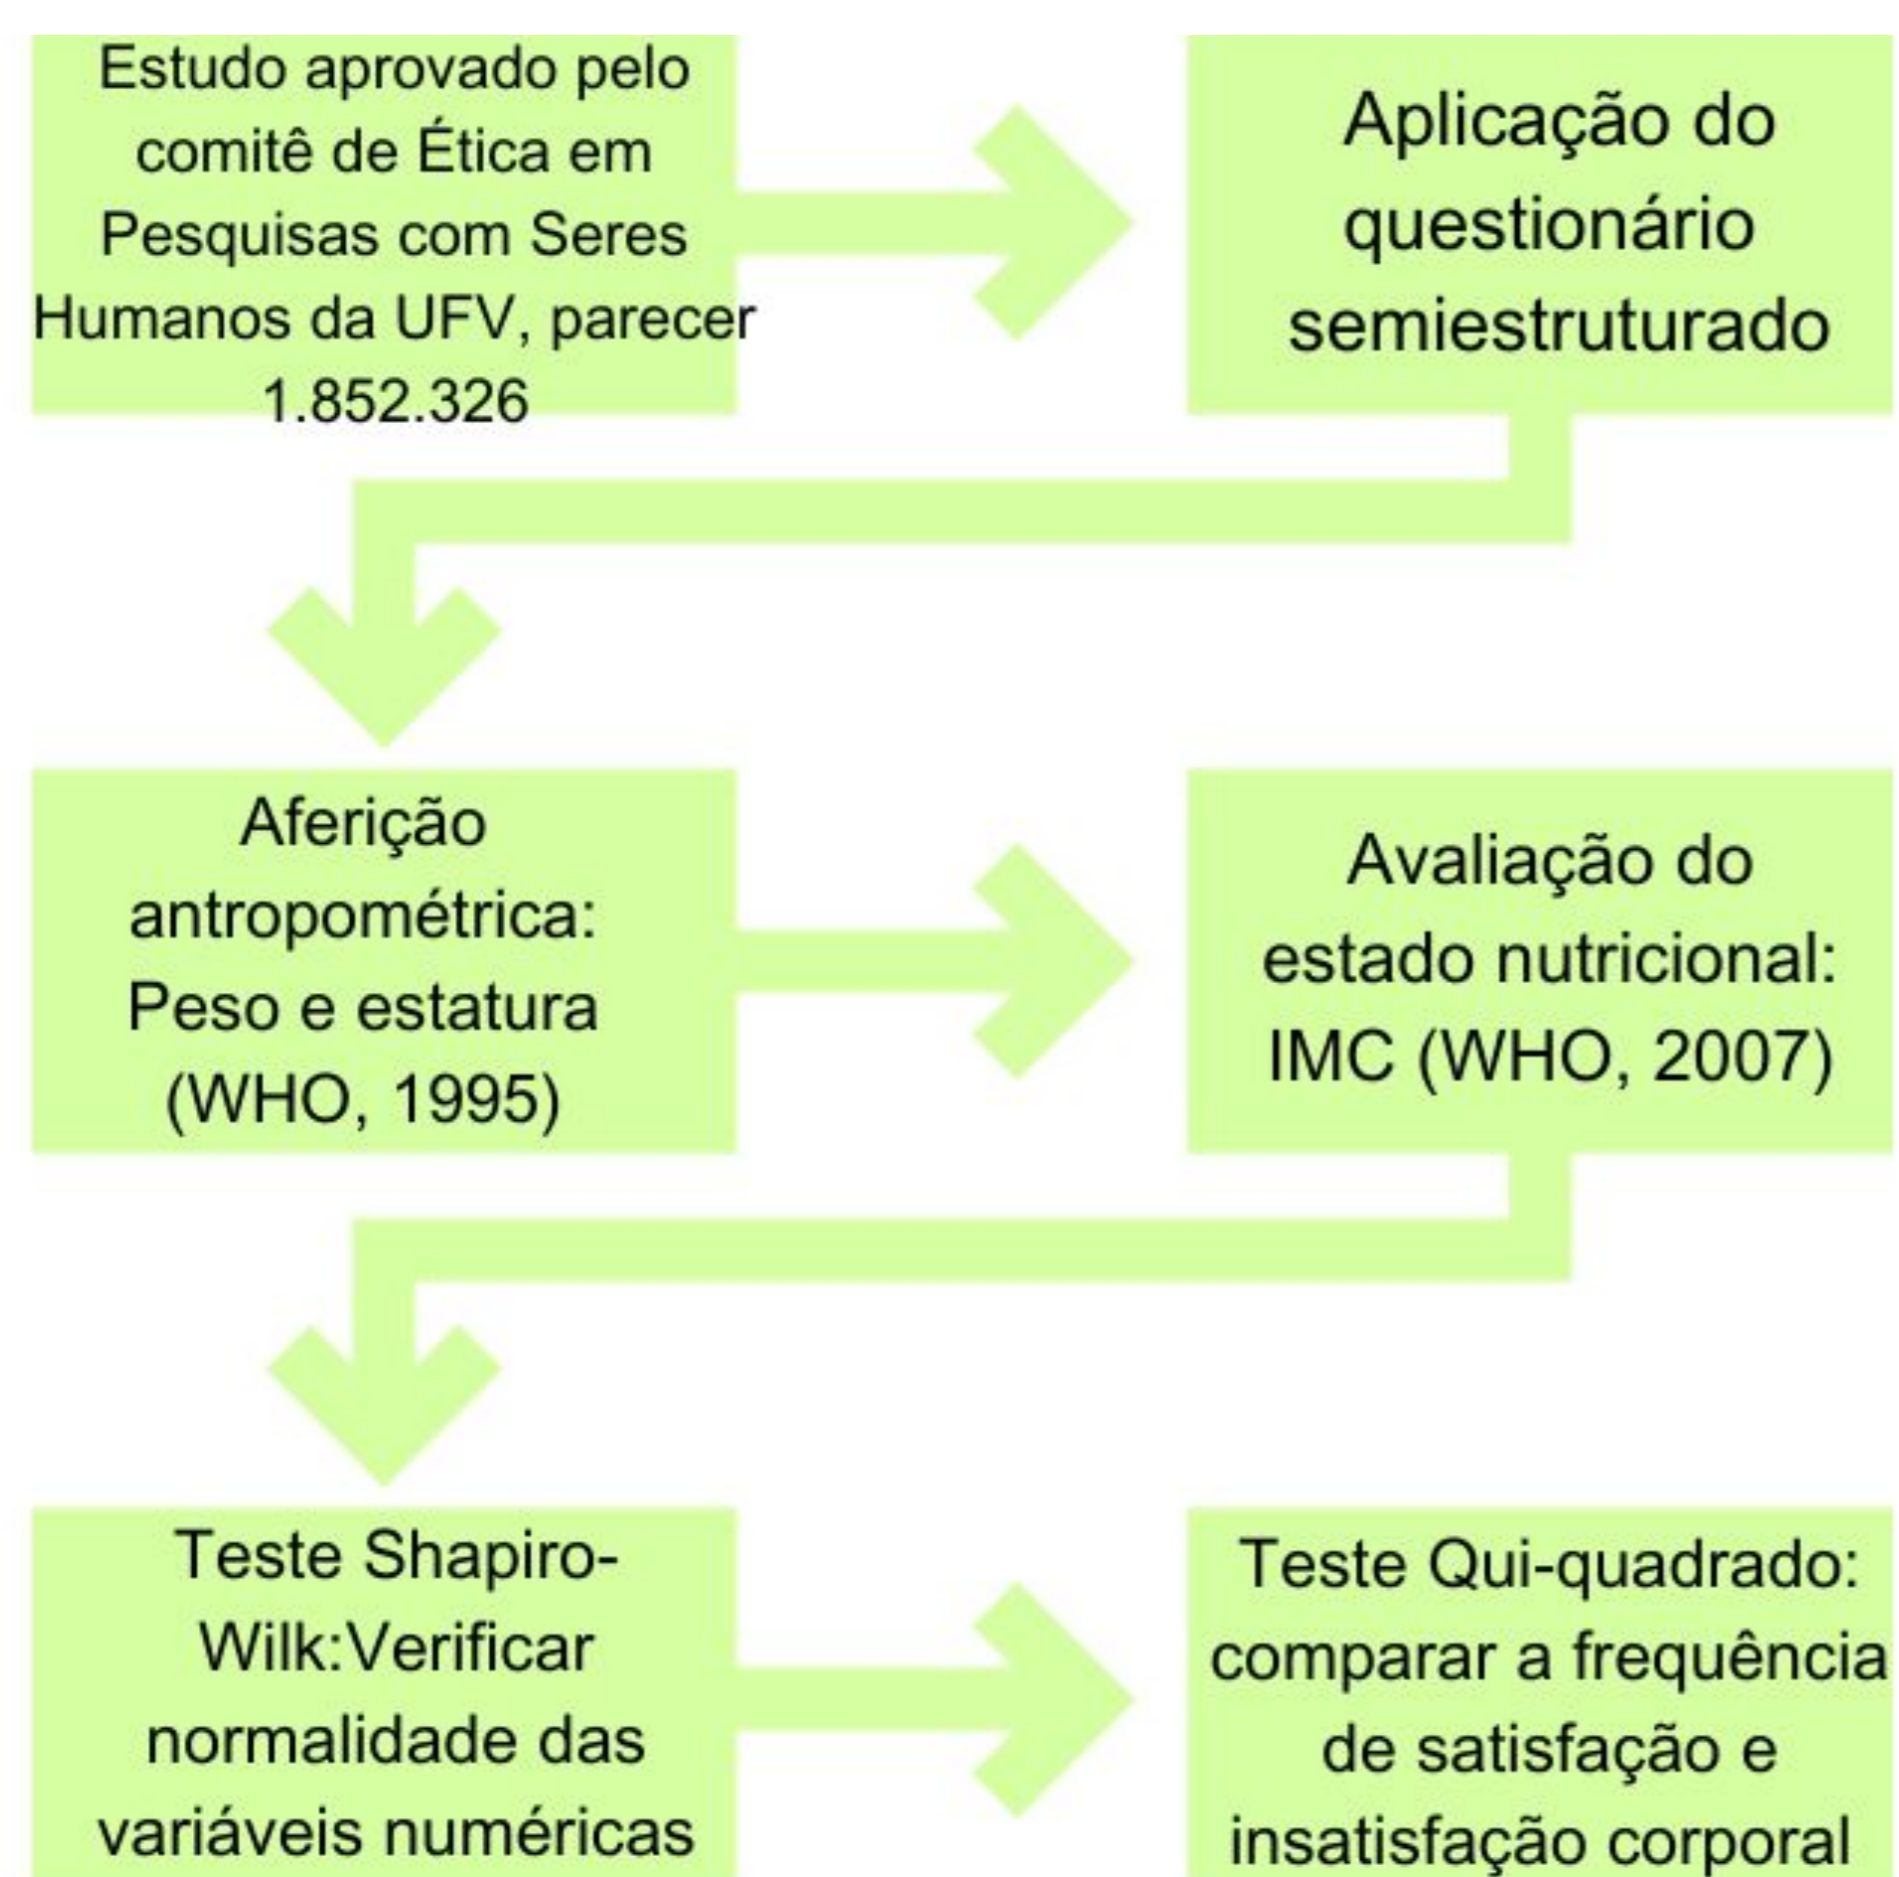 Estudo aprovado pelo
comitê de Ética em
Pesquisas com Seres
Humanos da UFV, parecer
1.852.326
Aplicação do
questionário
semiestruturado
Aferição
antropométrica:
Peso e estatura
(WHO, 1995)
Avaliação do
estado nutricional:
IMC (WHO, 2007)
Teste Shapiro-
Wilk:Verificar
normalidade das
variáveis numéricas
Teste Qui-quadrado:
comparar a frequência
de satisfação e
insatisfação corporal